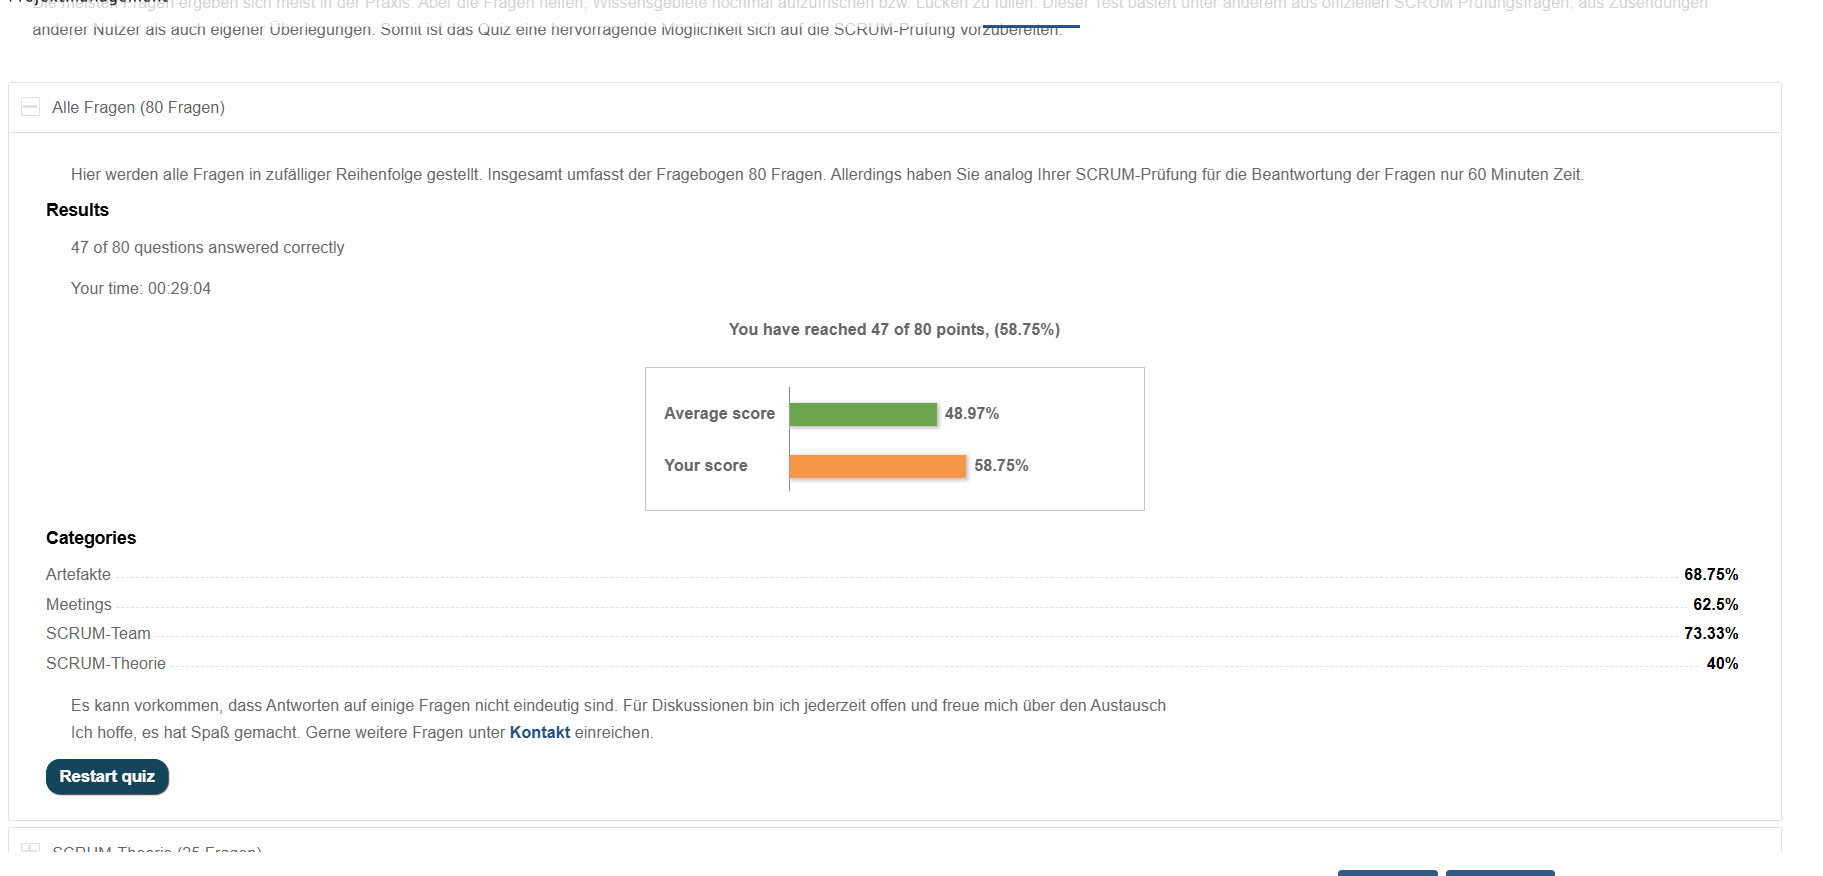 Projektmanagement
Die meisten Fragen ergeben sich meist in der Praxis. Aber die Fragen helfen, Wissensgebiete nochmal aufzufrischen bzw. Lücken zu füllen. Dieser Test basiert unter anderem aus offiziellen SCRUM Prüfungsfragen, aus Zusendungen
anderer Nutzer als auch eigener Überlegungen. Somit ist das Quiz eine hervorragende Möglichkeit sich auf die SCRUM-Prüfung vorzubereiten.
Alle Fragen (80 Fragen)
Hier werden alle Fragen in zufälliger Reihenfolge gestellt. Insgesamt umfasst der Fragebogen 80 Fragen. Allerdings haben Sie analog Ihrer SCRUM-Prüfung für die Beantwortung der Fragen nur 60 Minuten Zeit.
Results
47 of 80 questions answered correctly
Your time: 00:29:04
You have reached 47 of 80 points, (58.75%)
Average score 48.97%
Your score 58.75%
Categories
Artefakte 68.75%
Meetings 62.5%
SCRUM-Team 73.33%
SCRUM-Theorie 40%
Es kann vorkommen, dass Antworten auf einige Fragen nicht eindeutig sind. Für Diskussionen bin ich jederzeit offen und freue mich über den Austausch
Ich hoffe, es hat Spaß gemacht. Gerne weitere Fragen unter Kontakt einreichen.
Restart quiz
SCRUM-Theorie (25 Fragen)